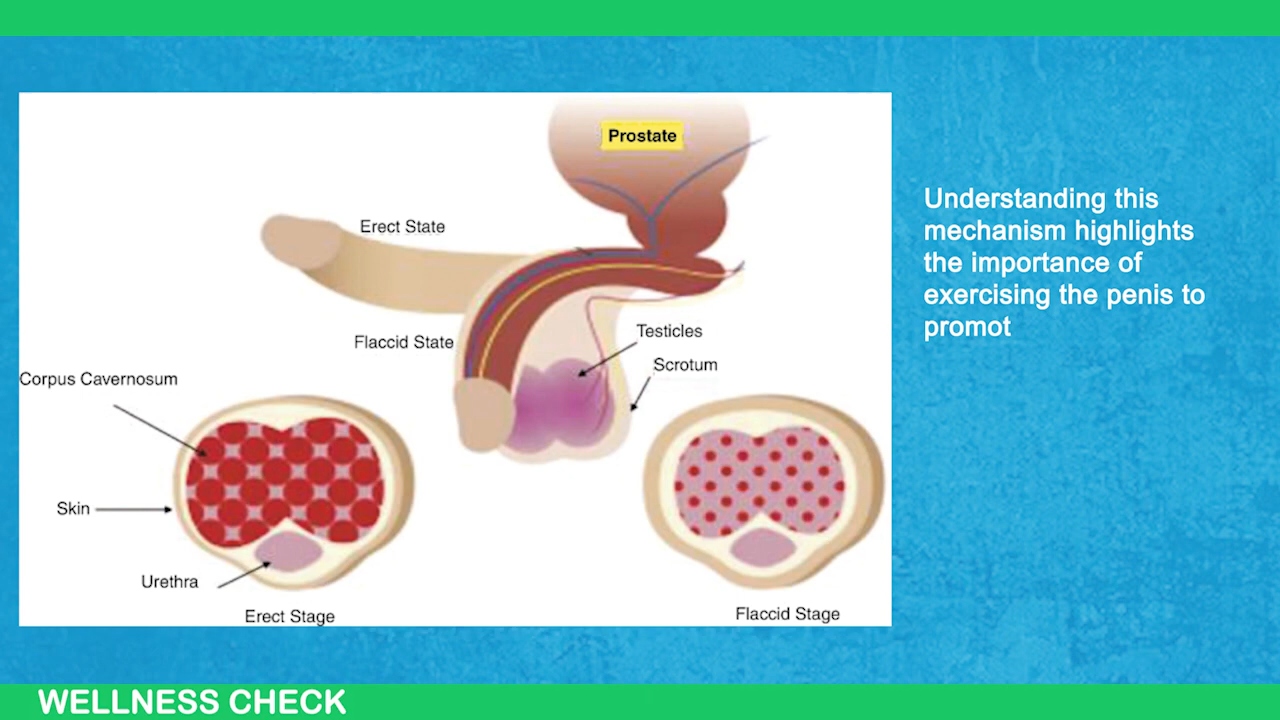 Prostate
Erect State
Flaccid State
Testicles
Scrotum
Corpus Cavernosum
Skin
Urethra
Erect Stage
Flaccid Stage
Understanding this
mechanism highlights
the importance of
exercising the penis to
promot
WELLNESS CHECK